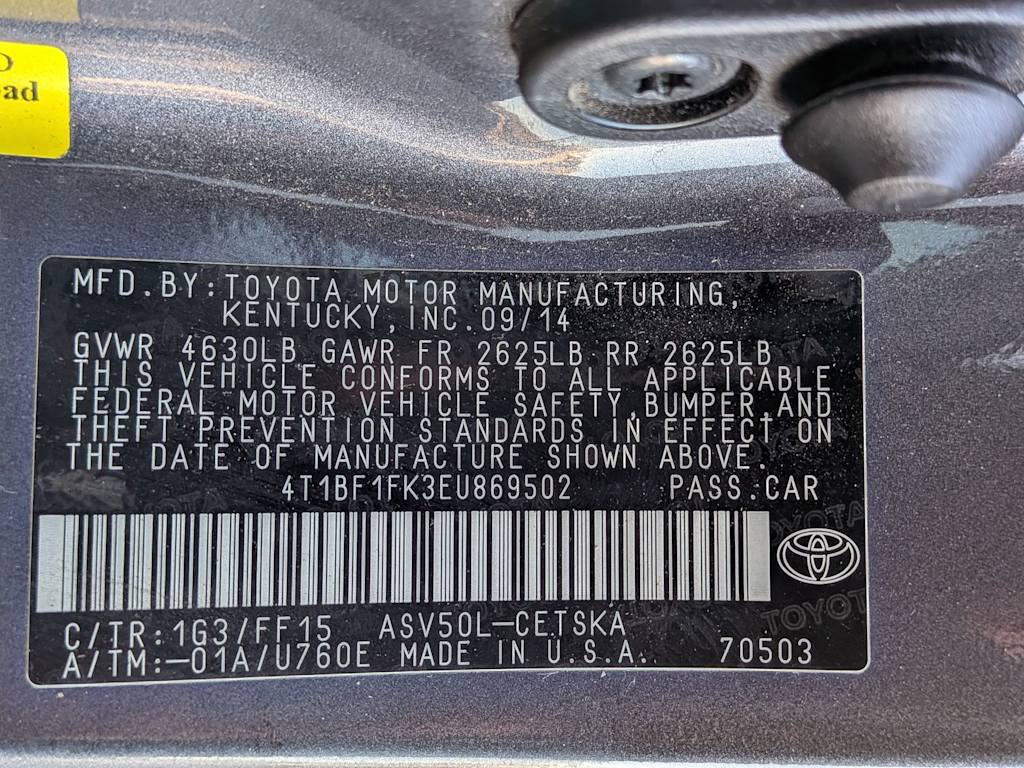 ad
MFD.BY:TOYOTA MOTOR MANUFACTURING,
KENTUCKY,INC.09/14
GVWR 4630LB GAWR FR 2625LB RR 2625LB
THIS VEHICLE CONFORMS TO ALL APPLICABLE
FEDERAL MOTOR VEHICLE SAFETY,BUMPER,AND
THEFT PREVENTION STANDARDS IN EFFECT ON
THE DATE OF MANUFACTURE SHOWN ABOVE.
4T1BF1FK3EU869502 PASS.CAR
TOYOTA
C/TR:1G3/FF15 ASV50L-CETSKA
A/TM:-01A/U760E MADE IN U.S.A. 70503